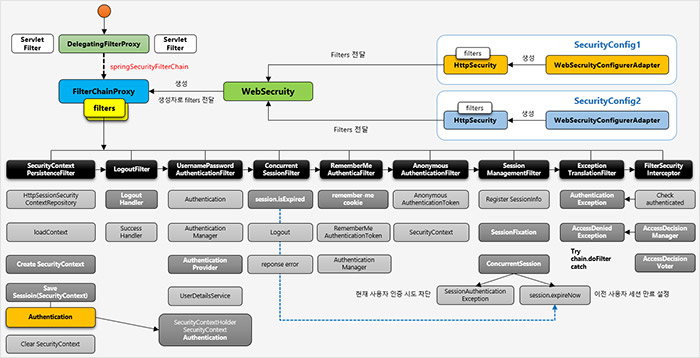 Servlet
Filter
DelegatingFilterProxy
Servlet
Filter
springSecurityFilterChain
FilterChainProxy
filters
생성
생성자로 filters 전달
WebSecruity
Filters 전달
Filters 전달
SecurityConfig1
filters
HttpSecurity
생성
WebSecruityConfigurerAdapter
SecurityConfig2
filters
HttpSecurity
생성
WebSecruityConfigurerAdapter
SecurityContext
PersistenceFilter
LogoutFilter
UsernamePassword
AuthenticationFilter
Concurrent
SessionFilter
RememberMe
AuthenticaFilter
Anonymous
AuthenticationFilter
Session
ManagementFilter
Exception
TranslationFilter
FilterSecurity
Interceptor
HttpSessionSecurity
ContextRepository
Logout
Handler
Authentication
session.isExpired
remember-me
cookie
Anonymous
AuthenticationToken
Register SessionInfo
Authentication
Exception
Check
authenticated
loadContext
Success
Handler
Authentication
Manager
Logout
RememberMe
AuthenticationToken
SecurityContext
SessionFixation
AccessDenied
Exception
AccessDecision
Manager
Create SecurityContext
Authentication
Provider
reponse error
Authentication
Manager
ConcurrentSession
Try
chain.doFilter
catch
AccessDecision
Voter
Save
Sessioin(SecurityContext)
UserDetailsService
현재 사용자 인증 시도 차단
SessionAuthentication
Exception
session.expireNow
이전 사용자 세션 만료 설정
Authentication
SecurityContextHolder
SecurityContext
Authentication
Clear SecurityContext